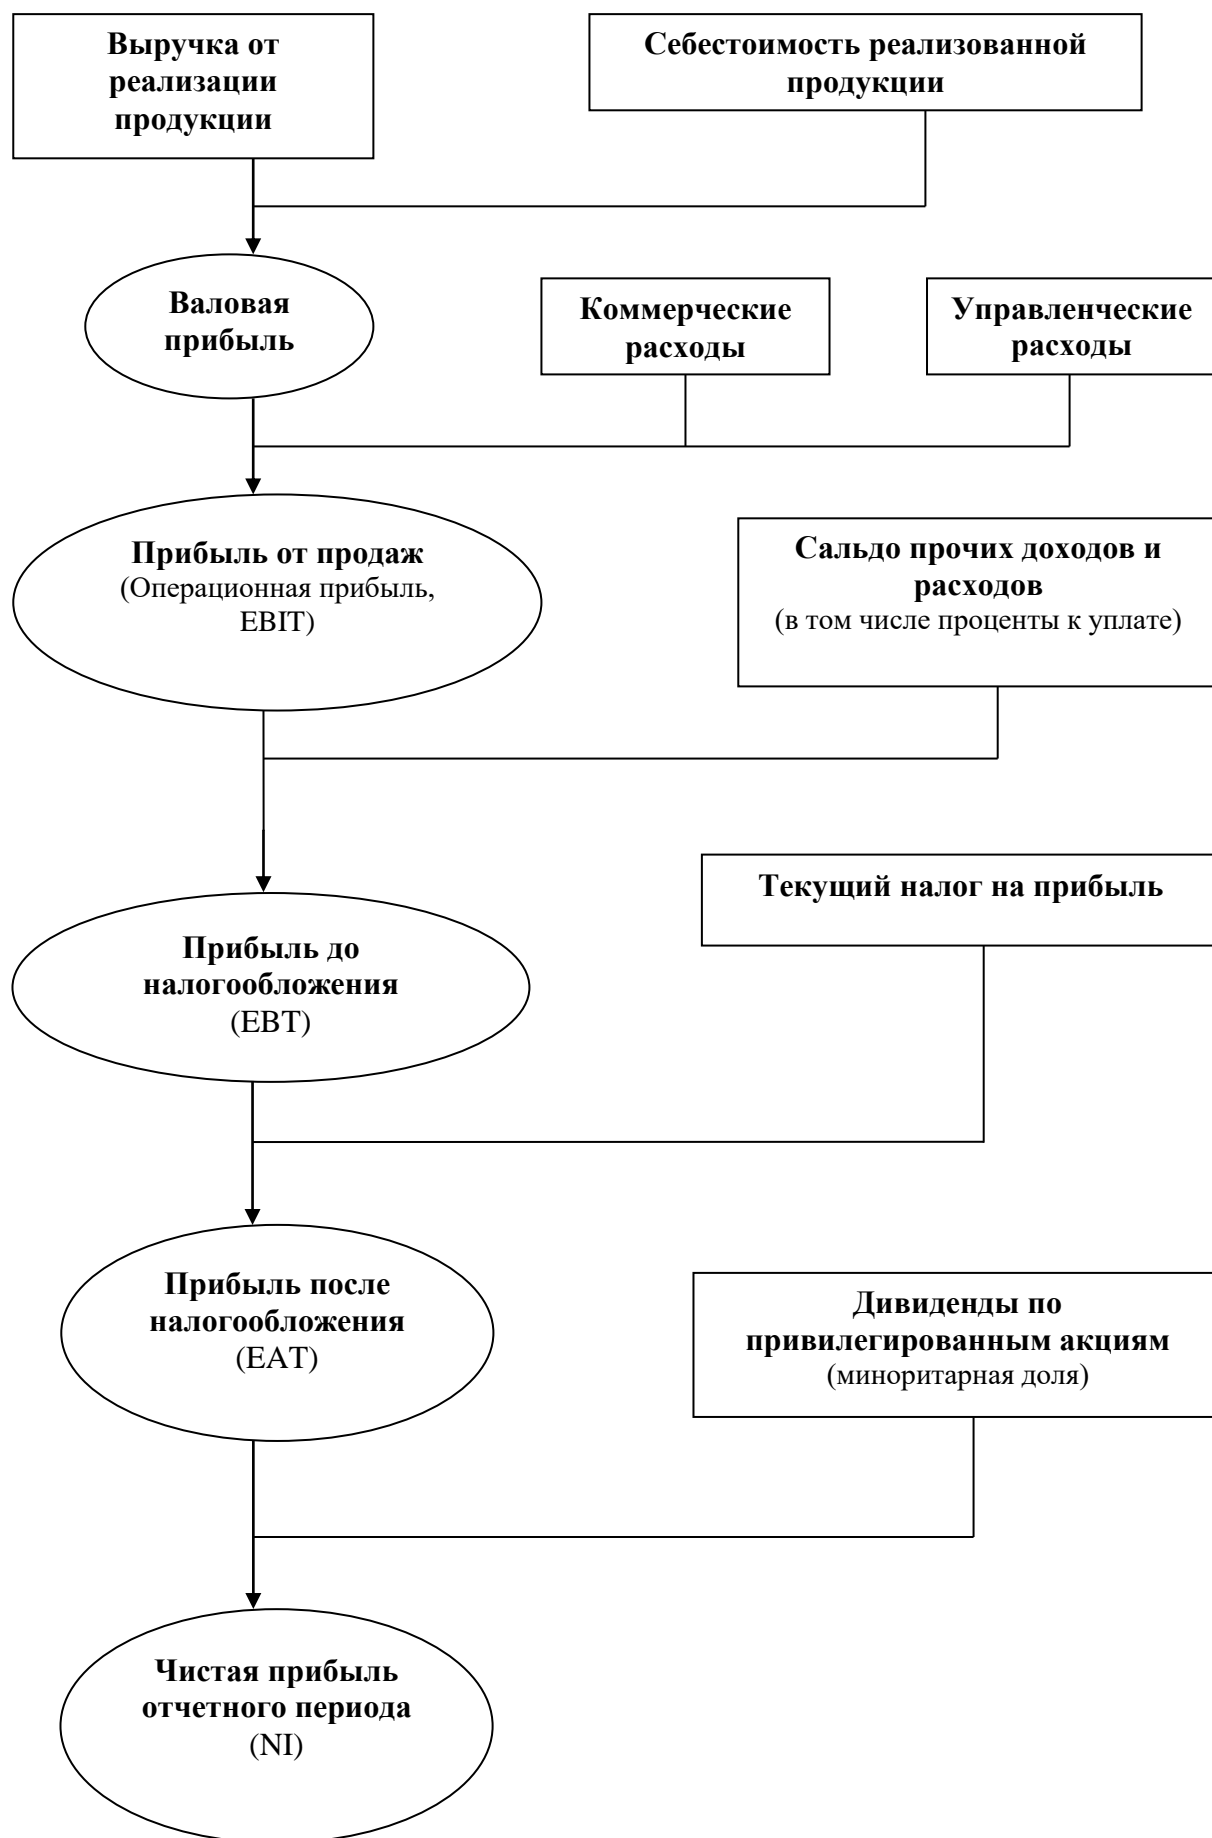 Выручка от
реализации
продукции
Себестоимость реализованной
продукции
Валовая
прибыль
Коммерческие
расходы
Управленческие
расходы
Прибыль от продаж
(Операционная прибыль,
EBIT)
Сальдо прочих доходов и
расходов
(в том числе проценты к уплате)
Текущий налог на прибыль
Прибыль до
налогообложения
(EBT)
Прибыль после
налогообложения
(EAT)
Дивиденды по
привилегированным акциям
(миноритарная доля)
Чистая прибыль
отчетного периода
(NI)